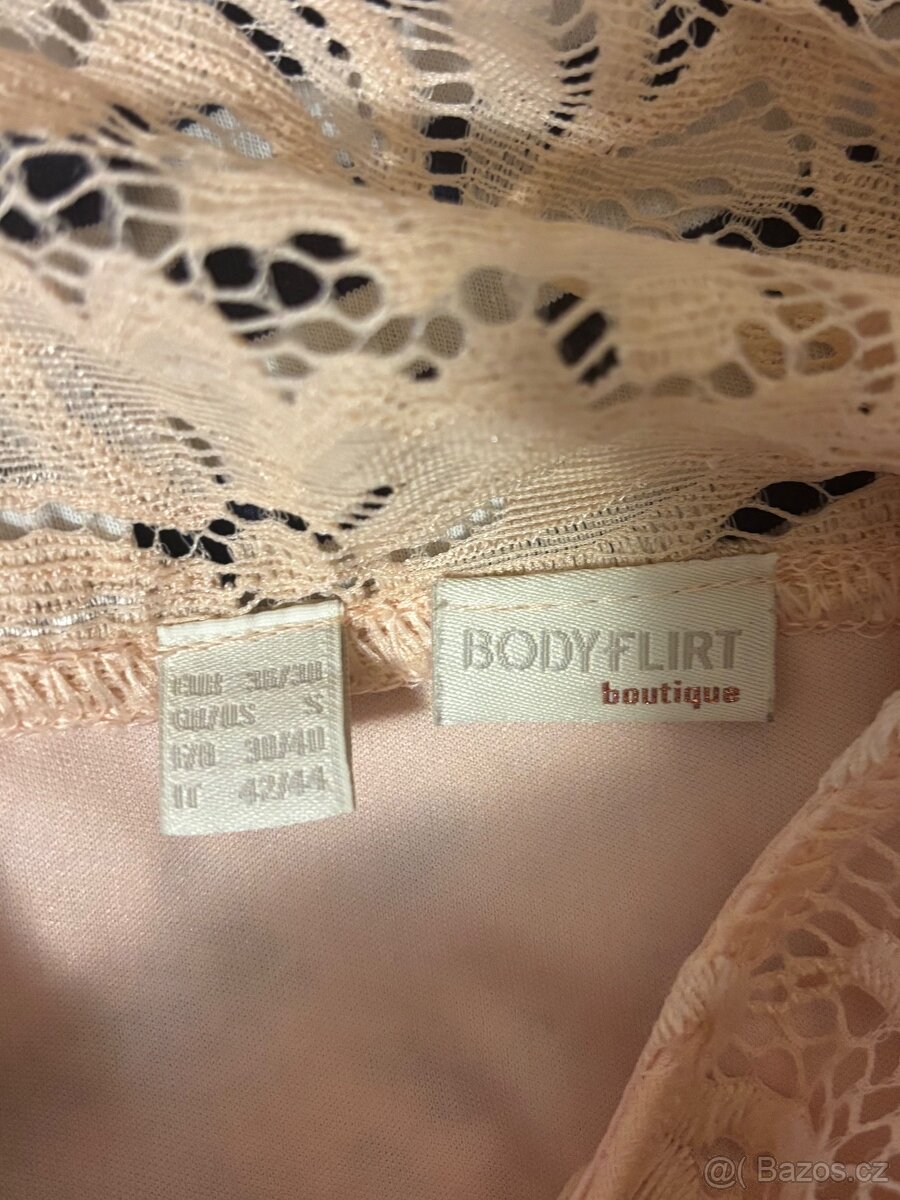 EUR 36/38
GB/US S
F/B 38/40
IT 42/44
BODYFLIRT
boutique
@( Bazos.cz